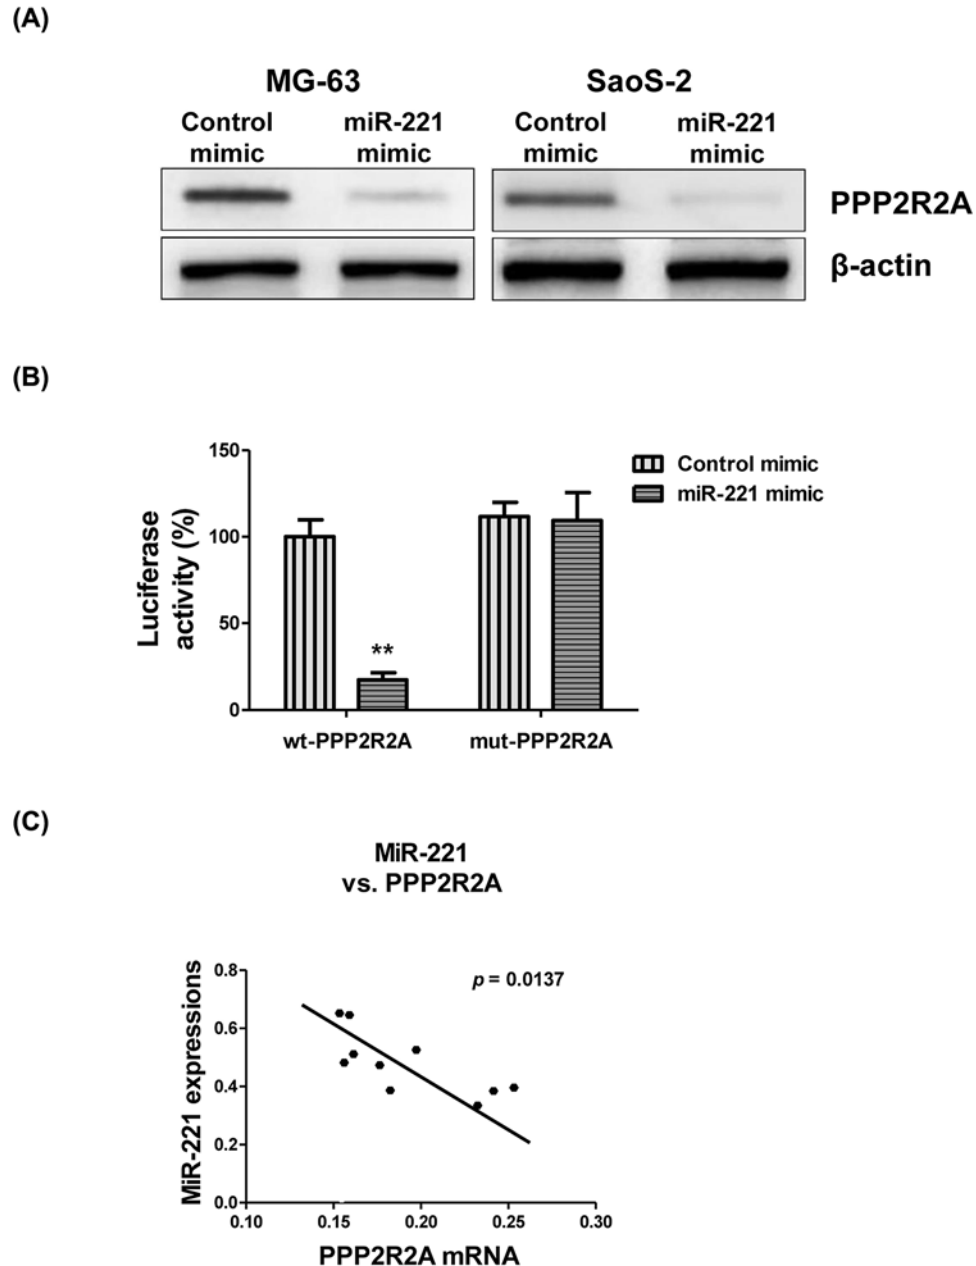 (A)
MG-63 SaoS-2
Control miR-221 Control miR-221
mimic mimic mimic mimic
PPP2R2A
β-actin
(B)
150
100
50
0
Luciferase
activity (%)
**
Control mimic
miR-221 mimic
wt-PPP2R2A mut-PPP2R2A
(C)
MiR-221
vs. PPP2R2A
p = 0.0137
MiR-221 expressions
0.8
0.6
0.4
0.2
0.0
0.10 0.15 0.20 0.25 0.30
PPP2R2A mRNA